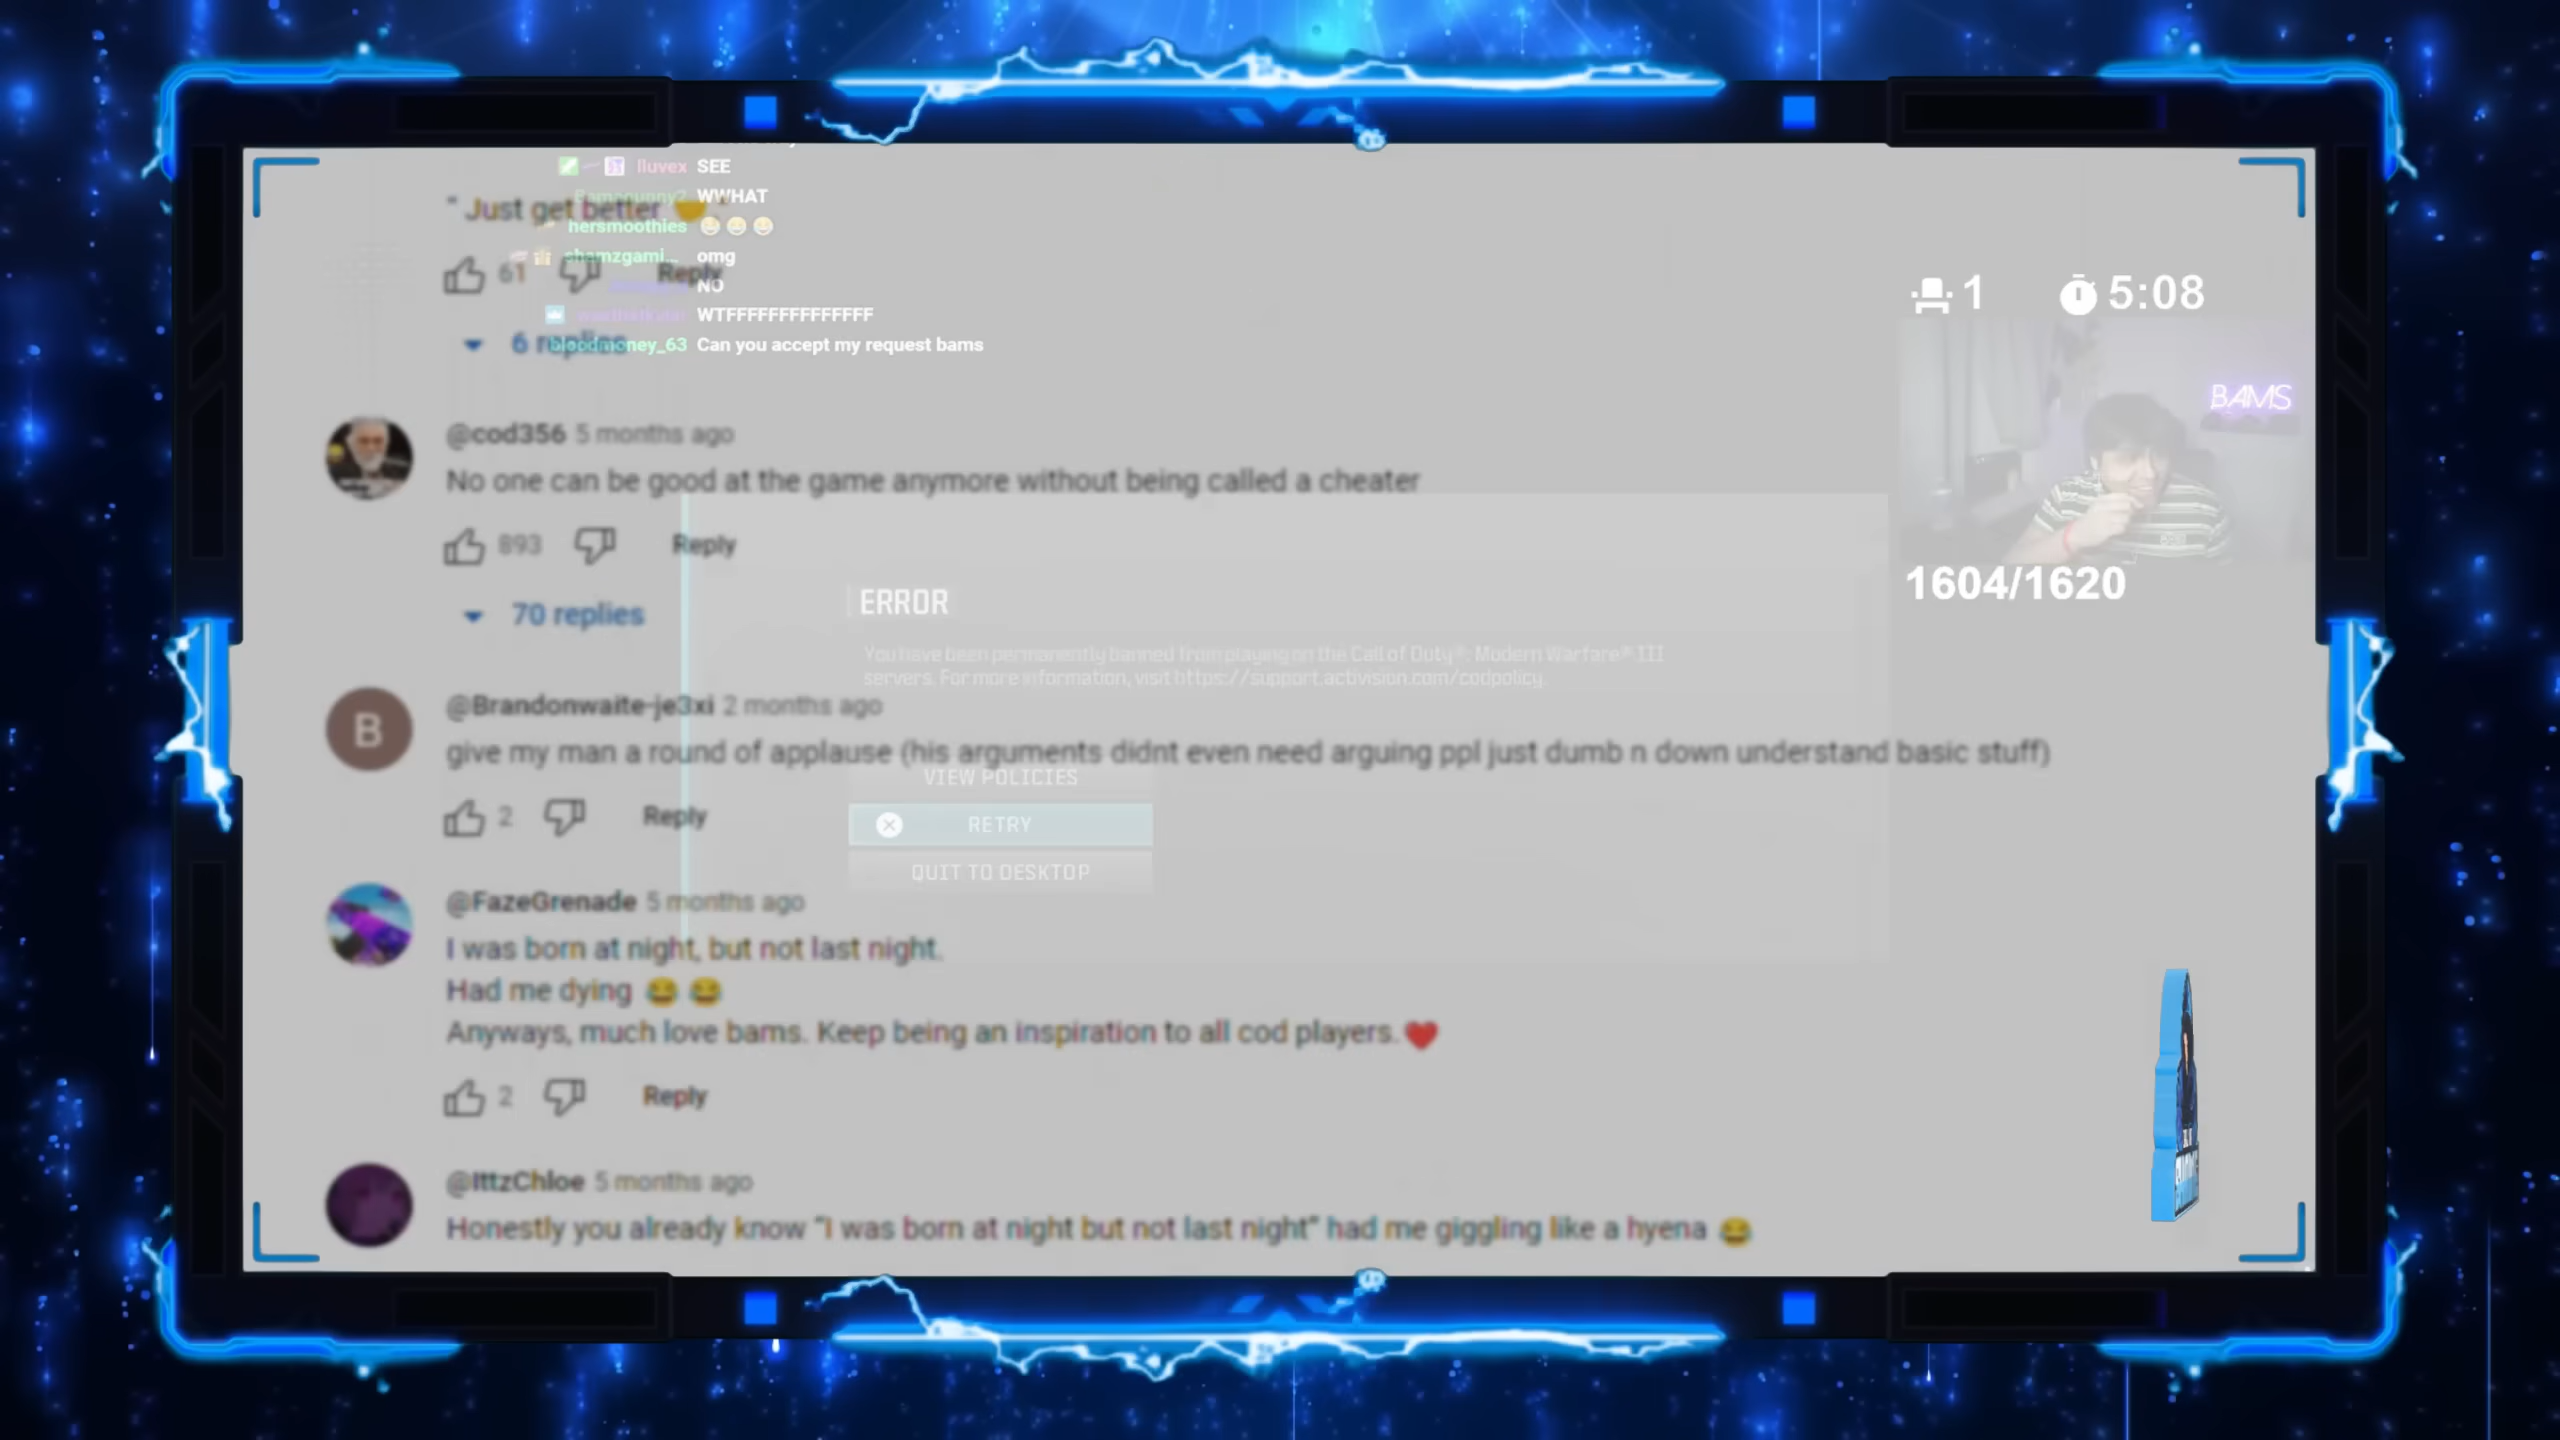 lluvex SEE
Bamagunny2 WWHAT
" Just get better
hersmoothies
shamzgami... omg
61 Reply
NO
WTFFFFFFFFFFFFFF
6 replies
bloodmoney_63 Can you accept my request bams
1 5:08
BAMS
1604/1620
@cod356 5 months ago
No one can be good at the game anymore without being called a cheater
893 Reply
70 replies
ERROR
You have been permanently banned from playing on the Call of Duty®: Modern Warfare® III
servers. For more information, visit https://support.activision.com/codpolicy.
@Brandonwaite-je3xi 2 months ago
give my man a round of applause (his arguments didnt even need arguing ppl just dumb n down understand basic stuff)
VIEW POLICIES
2 Reply
RETRY
QUIT TO DESKTOP
@FazeGrenade 5 months ago
I was born at night, but not last night.
Had me dying 😂 😂
Anyways, much love bams. Keep being an inspiration to all cod players.❤️
2 Reply
@IttzChloe 5 months ago
Honestly you already know “I was born at night but not last night” had me giggling like a hyena 😂